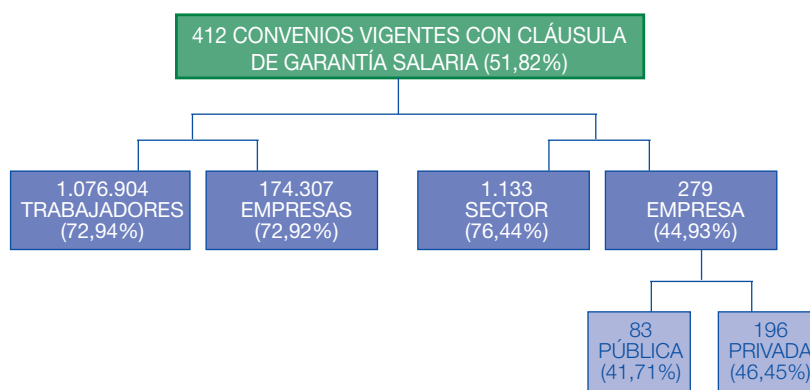 412 CONVENIOS VIGENTES CON CLÁUSULA
DE GARANTÍA SALARIA (51,82%)
1.076.904
TRABAJADORES
(72,94%)
174.307
EMPRESAS
(72,92%)
1.133
SECTOR
(76,44%)
279
EMPRESA
(44,93%)
83
PÚBLICA
(41,71%)
196
PRIVADA
(46,45%)